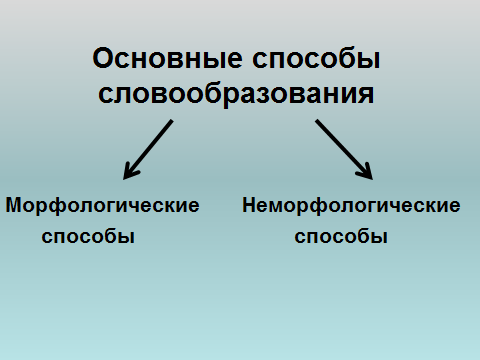 Основные способы
словообразования
Морфологические
способы
Неморфологические
способы